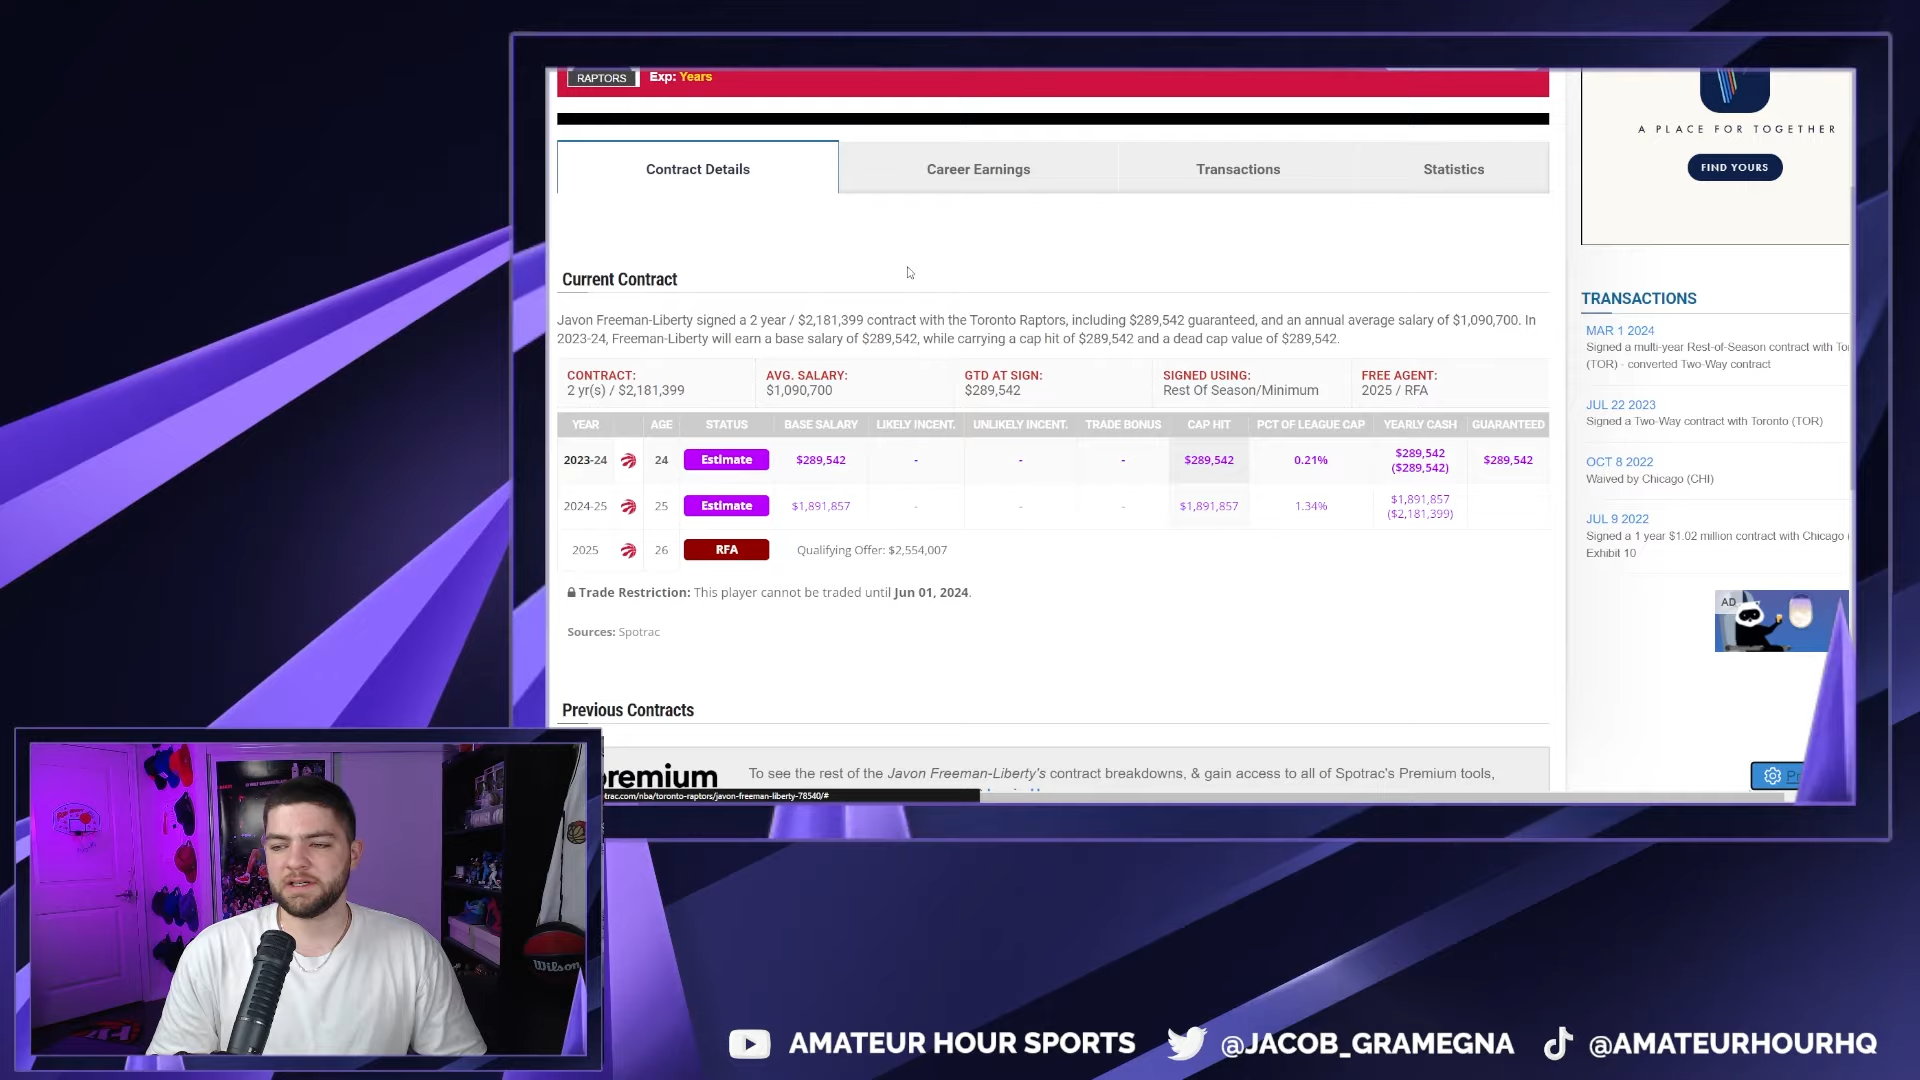 RAPTORS
Exp: Years
Contract Details
Career Earnings
Transactions
Statistics
A PLACE FOR TOGETHER
FIND YOURS
Current Contract
Javon Freeman-Liberty signed a 2 year / $2,181,399 contract with the Toronto Raptors, including $289,542 guaranteed, and an annual average salary of $1,090,700. In
2023-24, Freeman-Liberty will earn a base salary of $289,542, while carrying a cap hit of $289,542 and a dead cap value of $289,542.
CONTRACT: AVG. SALARY: GTD AT SIGN: SIGNED USING: FREE AGENT:
2 yr(s) / $2,181,399 $1,090,700 $289,542 Rest Of Season/Minimum 2025 / RFA
YEAR AGE STATUS BASE SALARY LIKELY INCENT. UNLIKELY INCENT. TRADE BONUS CAP HIT PCT OF LEAGUE CAP YEARLY CASH GUARANTEED
2023-24 24 Estimate $289,542 - - - $289,542 0.21% $289,542 ($289,542) $289,542
2024-25 25 Estimate $1,891,857 - - - $1,891,857 1.34% $1,891,857 ($2,181,399)
2025 26 RFA Qualifying Offer: $2,554,007
Trade Restriction: This player cannot be traded until Jun 01, 2024.
Sources: Spotrac
Previous Contracts
To see the rest of the Javon Freeman-Liberty's contract breakdowns, & gain access to all of Spotrac's Premium tools,
trac.com/nba/toronto-raptors/javon-freeman-liberty-78540/#
TRANSACTIONS
MAR 1 2024
Signed a multi-year Rest-of-Season contract with
(TOR) - converted Two-Way contract
JUL 22 2023
Signed a Two-Way contract with Toronto (TOR)
OCT 8 2022
Waived by Chicago (CHI)
JUL 9 2022
Signed a 1 year $1.02 million contract with Chicago
Exhibit 10
AD
Wilson
AMATEUR HOUR SPORTS
@JACOB_GRAMEGNA
@AMATEURHOURHQ